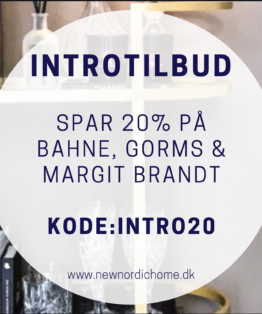 INTROTILBUD
SPAR 20% PÅ
BAHNE, GORMS &
MARGIT BRANDT
KODE:INTRO20
www.newnordichome.dk